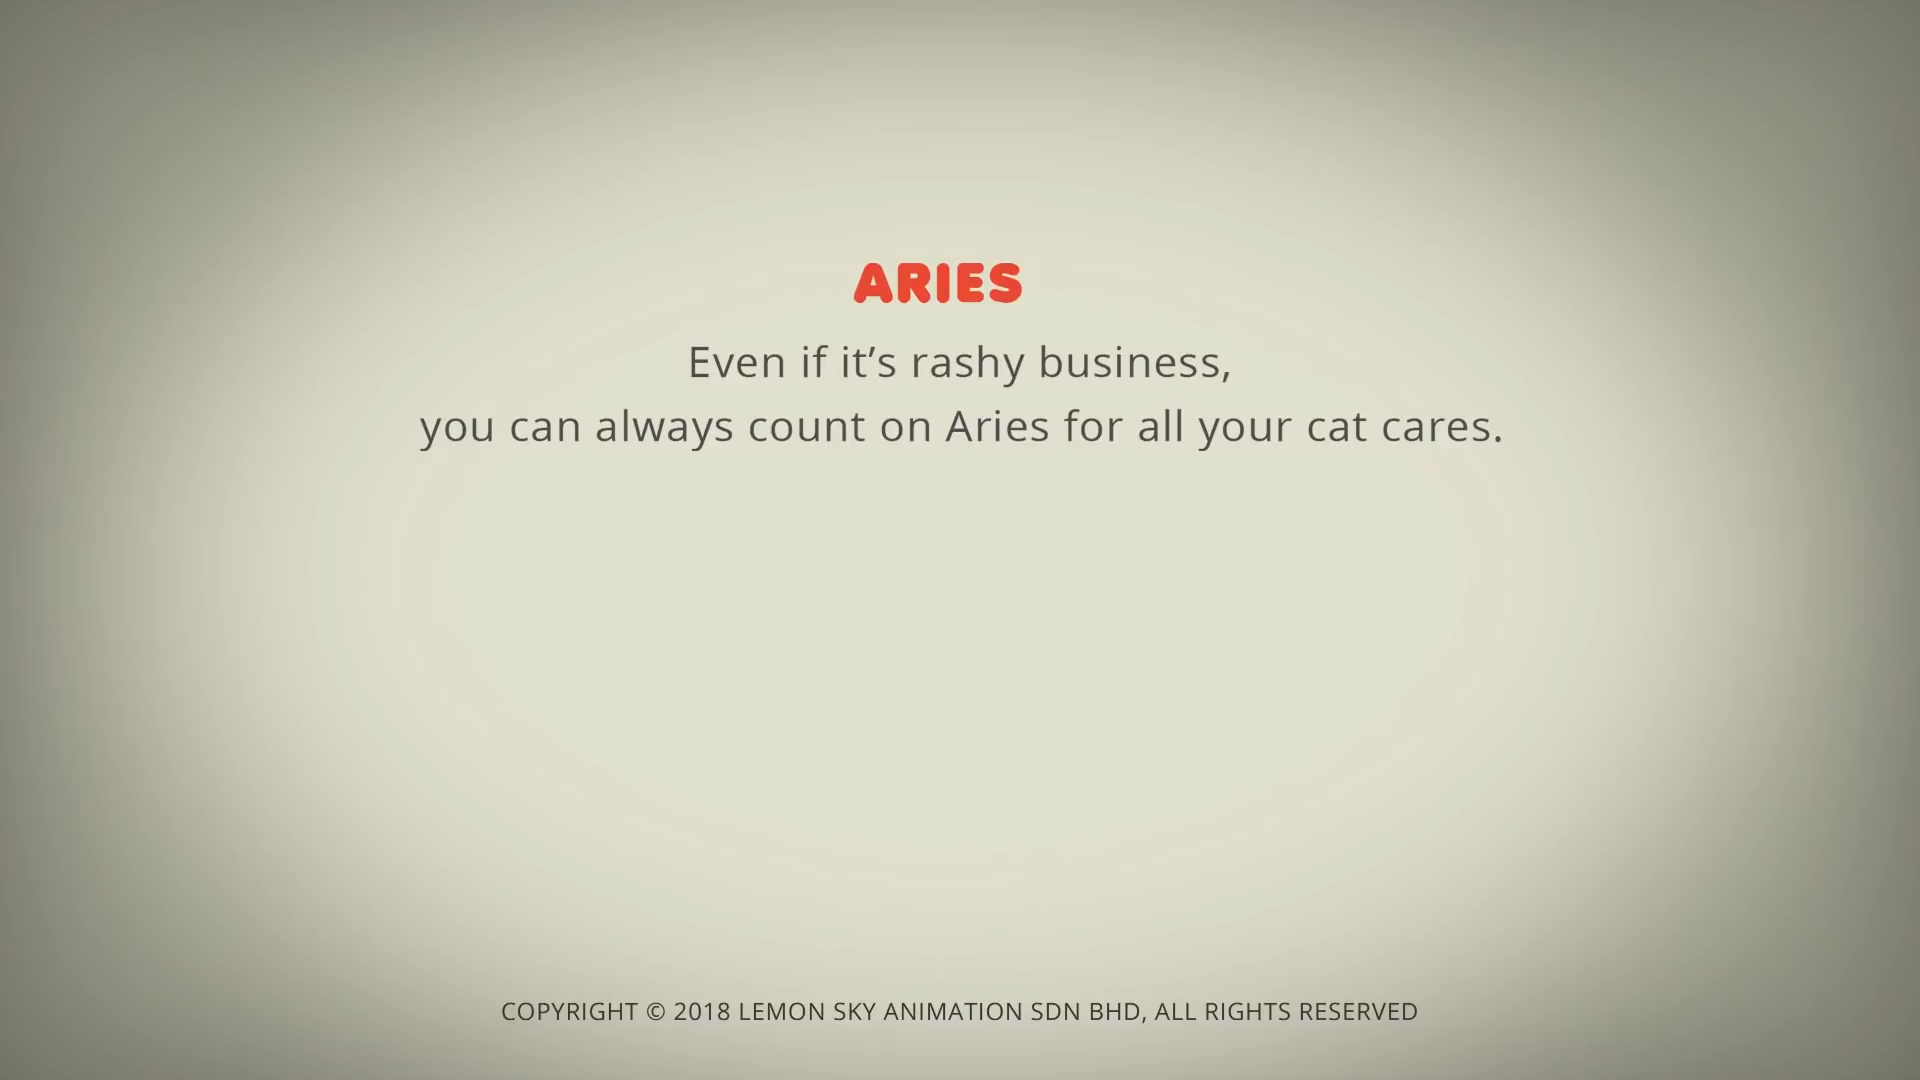 ARIES
Even if it’s rashy business,
you can always count on Aries for all your cat cares.
COPYRIGHT © 2018 LEMON SKY ANIMATION SDN BHD, ALL RIGHTS RESERVED